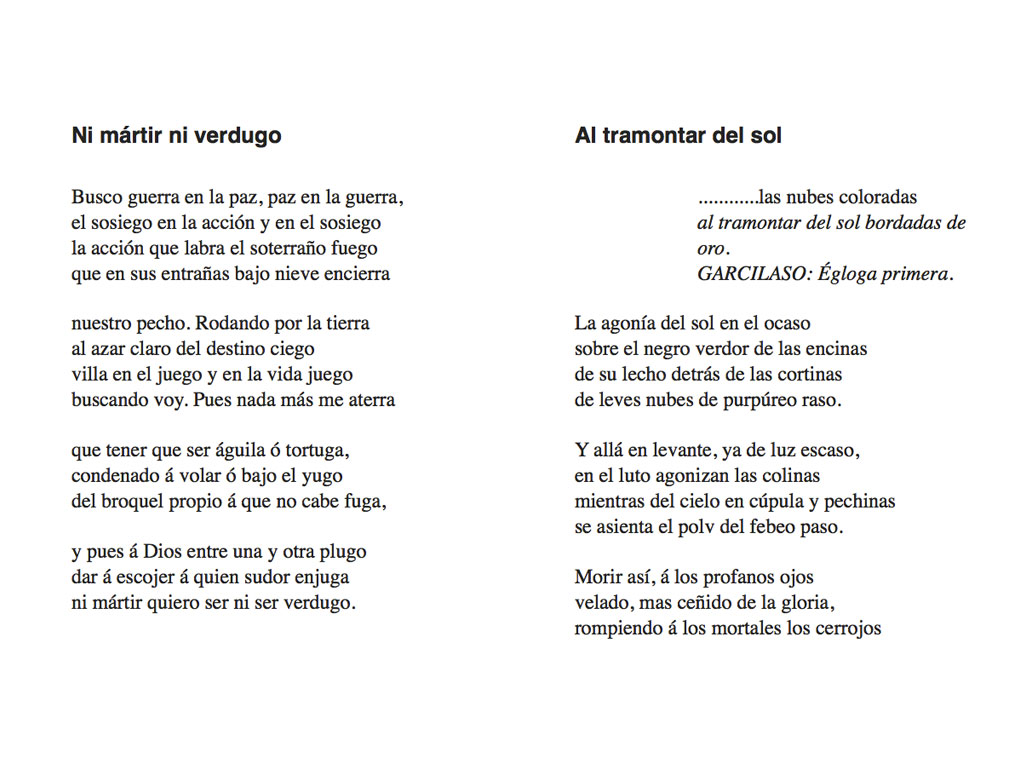 Ni mártir ni verdugo
Busco guerra en la paz, paz en la guerra,
el sosiego en la acción y en el sosiego
la acción que labra el soterraño fuego
que en sus entrañas bajo nieve encierra
nuestro pecho. Rodando por la tierra
al azar claro del destino ciego
villa en el juego y en la vida juego
buscando voy. Pues nada más me aterra
que tener que ser águila ó tortuga,
condenado á volar ó bajo el yugo
del broquel propio á que no cabe fuga,
y pues á Dios entre una y otra plugo
dar á escojer á quien sudor enjuga
ni mártir quiero ser ni ser verdugo.
Al tramontar del sol
............las nubes coloradas
al tramontar del sol bordadas de
oro.
GARCILASO: Égloga primera.
La agonía del sol en el ocaso
sobre el negro verdor de las encinas
de su lecho detrás de las cortinas
de leves nubes de purpúreo raso.
Y allá en levante, ya de luz escaso,
en el luto agonizan las colinas
mientras del cielo en cúpula y pechinas
se asienta el polv del febeo paso.
Morir así, á los profanos ojos
velado, mas ceñido de la gloria,
rompiendo á los mortales los cerrojos